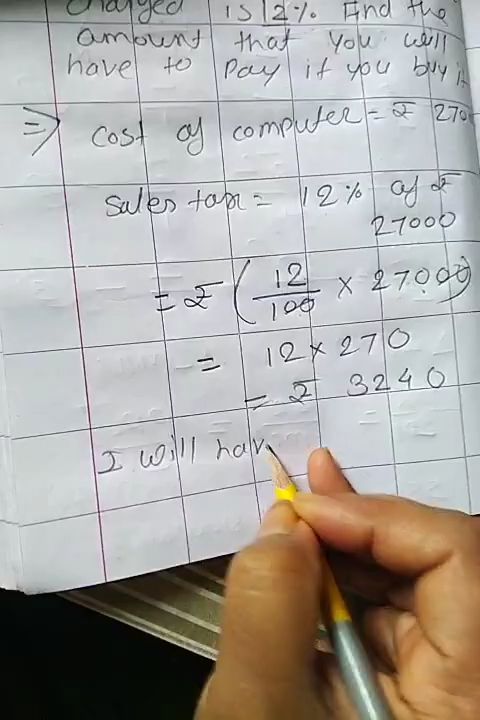 charged is 12%. Find the
amount that you will
have to Pay if you buy it
⇒ cost of computer = ₹ 270
sales tax = 12% of ₹
27000
= ₹ (12/100 × 27000)
= 12 × 270
= ₹ 3240
I will hav